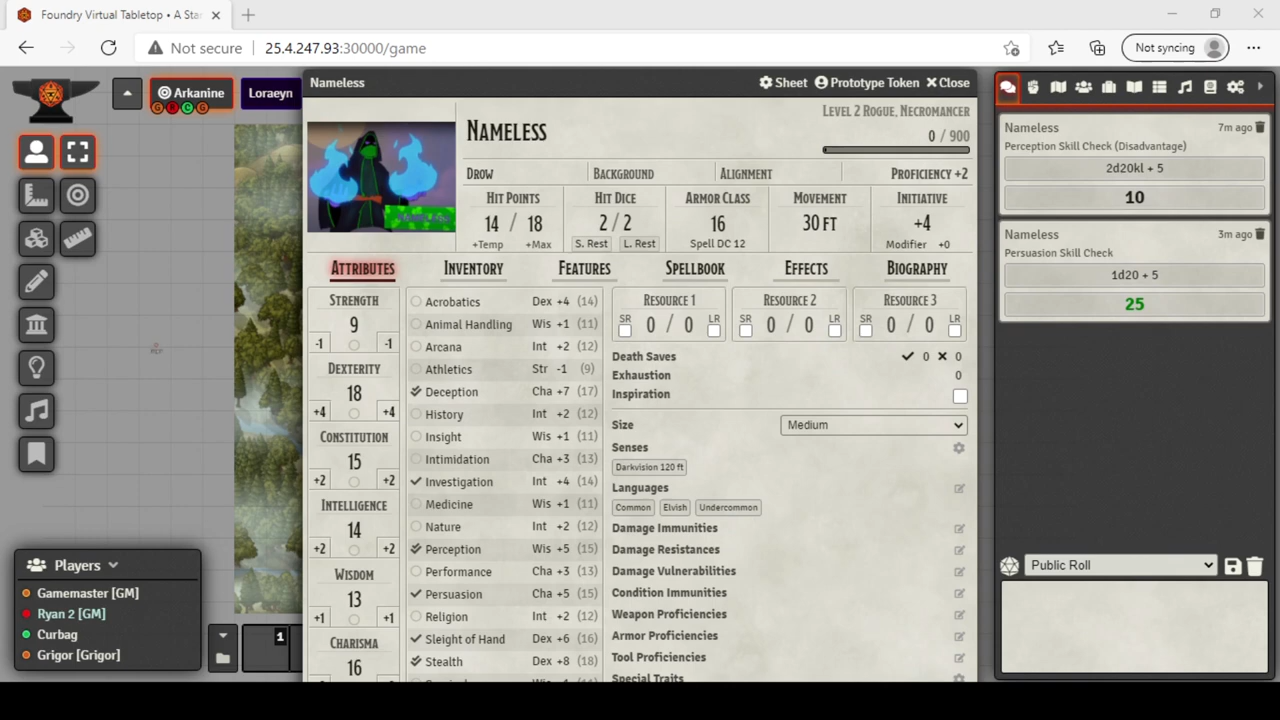 Foundry Virtual Tabletop • A Sta
Not secure
25.4.247.93:30000/game
Not syncing
Arkanine
G R C G
Loraeyn
Nameless
Sheet
Prototype Token
Close
Nameless
Level 2 Rogue, Necromancer
0 / 900
Drow
Background
Alignment
Proficiency +2
Hit Points
14 / 18
+Temp +Max
Hit Dice
2 / 2
S. Rest L. Rest
Armor Class
16
Spell DC 12
Movement
30 ft
Initiative
+4
Modifier +0
Attributes
Inventory
Features
Spellbook
Effects
Biography
Strength
9
-1 -1
Dexterity
18
+4 +4
Constitution
15
+2 +2
Intelligence
14
+2 +2
Wisdom
13
+1 +1
Charisma
16
Acrobatics Dex +4 (14)
Animal Handling Wis +1 (11)
Arcana Int +2 (12)
Athletics Str -1 (9)
Deception Cha +7 (17)
History Int +2 (12)
Insight Wis +1 (11)
Intimidation Cha +3 (13)
Investigation Int +4 (14)
Medicine Wis +1 (11)
Nature Int +2 (12)
Perception Wis +5 (15)
Performance Cha +3 (13)
Persuasion Cha +5 (15)
Religion Int +2 (12)
Sleight of Hand Dex +6 (16)
Stealth Dex +8 (18)
Resource 1
SR 0 / 0 LR
Resource 2
SR 0 / 0 LR
Resource 3
SR 0 / 0 LR
Death Saves 0 0
Exhaustion 0
Inspiration
Size Medium
Senses
Darkvision 120 ft
Languages
Common Elvish Undercommon
Damage Immunities
Damage Resistances
Damage Vulnerabilities
Condition Immunities
Weapon Proficiencies
Armor Proficiencies
Tool Proficiencies
Special Traits
Nameless 7m ago
Perception Skill Check (Disadvantage)
2d20kl + 5
10
Nameless 3m ago
Persuasion Skill Check
1d20 + 5
25
Public Roll
Players
Gamemaster [GM]
Ryan 2 [GM]
Curbag
Grigor [Grigor]
1